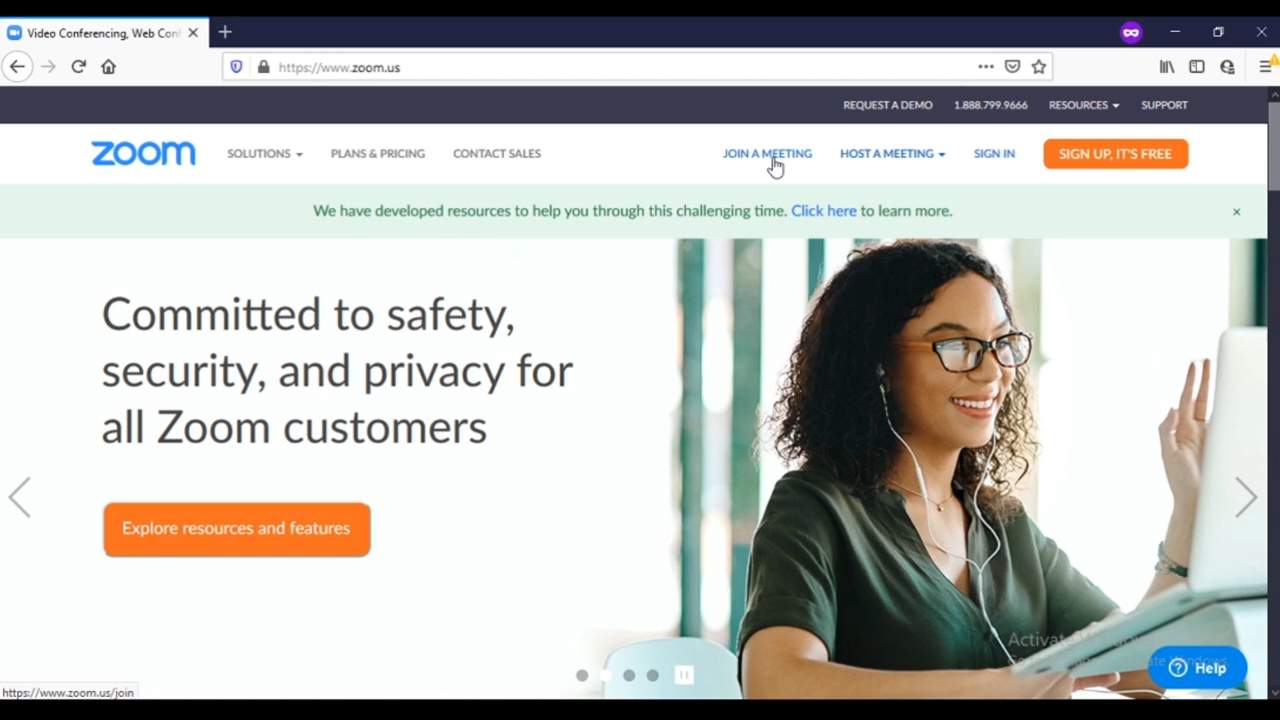 Video Conferencing, Web Conf
https://www.zoom.us
REQUEST A DEMO 1.888.799.9666 RESOURCES SUPPORT
zoom SOLUTIONS PLANS & PRICING CONTACT SALES JOIN A MEETING HOST A MEETING SIGN IN SIGN UP, IT'S FREE
We have developed resources to help you through this challenging time. Click here to learn more.
Committed to safety,
security, and privacy for
all Zoom customers
Explore resources and features
Help
https://www.zoom.us/join